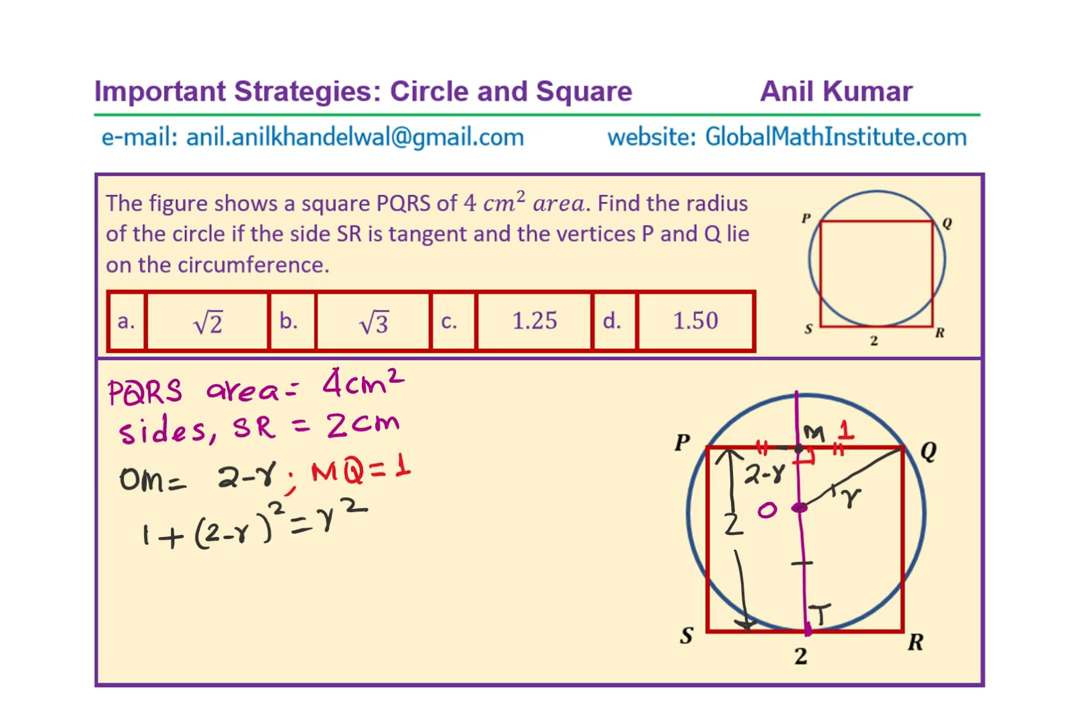 Important Strategies: Circle and Square Anil Kumar
e-mail: anil.anilkhandelwal@gmail.com website: GlobalMathInstitute.com
The figure shows a square PQRS of 4 cm² area. Find the radius
of the circle if the side SR is tangent and the vertices P and Q lie
on the circumference.
a. √2 b. √3 c. 1.25 d. 1.50
P
Q
S
R
2
PQRS area = 4cm²
sides, SR = 2cm
OM = 2-r ; MQ = 1
1 + (2-r)² = r²
P
M 1
Q
2-r
r
O
2
T
S
R
2